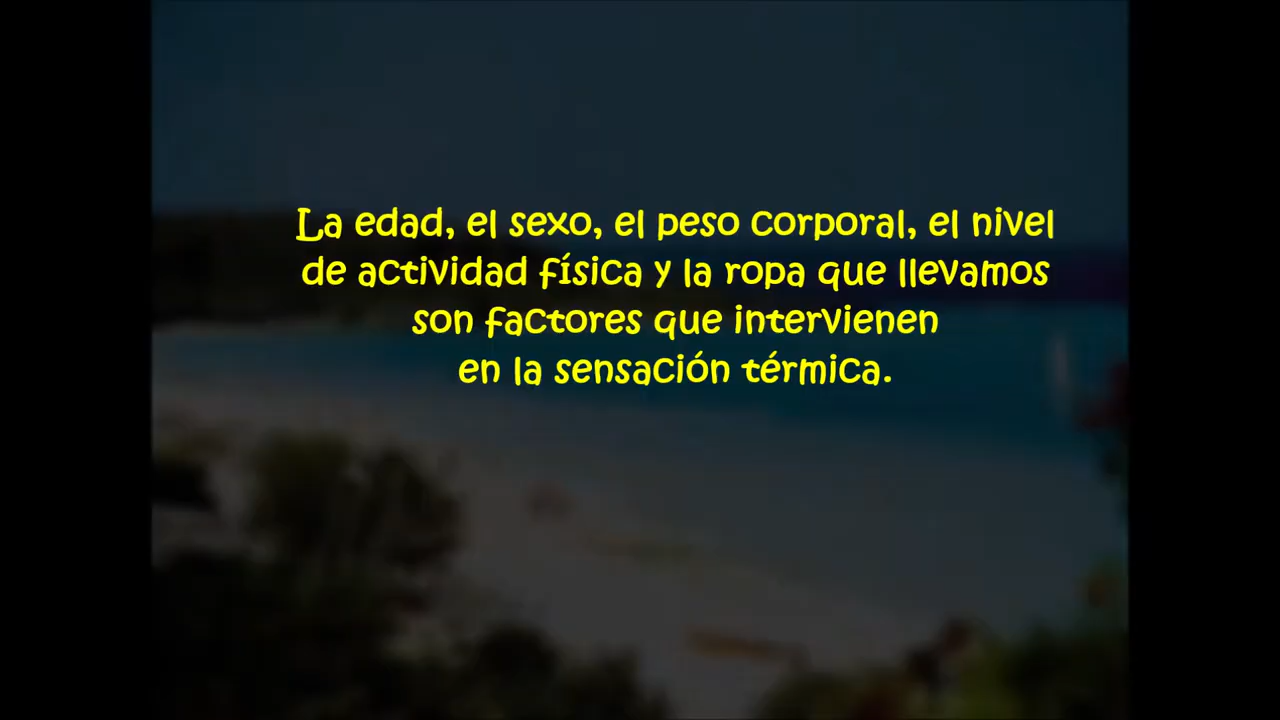 La edad, el sexo, el peso corporal, el nivel
de actividad física y la ropa que llevamos
son factores que intervienen
en la sensación térmica.